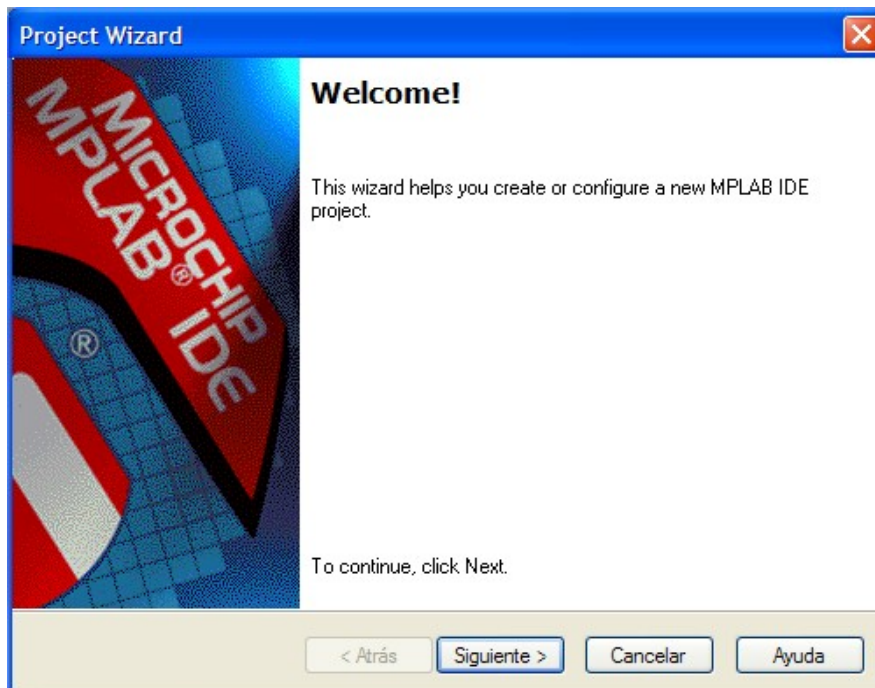 Project Wizard
MICROCHIP
MPLAB® IDE
®
Welcome!
This wizard helps you create or configure a new MPLAB IDE
project.
To continue, click Next.
< Atrás
Siguiente >
Cancelar
Ayuda